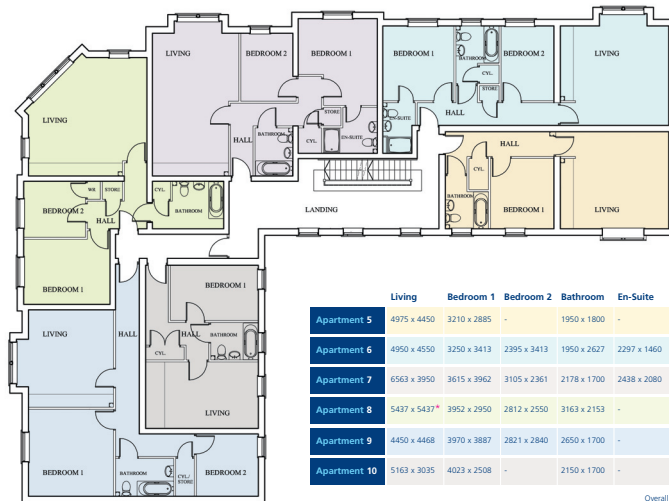 LIVING
BEDROOM 2
BEDROOM 1
BEDROOM 1
BATHROOM
BEDROOM 2
LIVING
CYL.
STORE
HALL
EN-SUITE
STORE
EN-SUITE
CYL.
HALL
BATHROOM
LIVING
HALL
CYL.
BATHROOM
BEDROOM 1
LIVING
LANDING
WR
STORE
CYL.
BATHROOM
BEDROOM 2
HALL
BEDROOM 1
BEDROOM 1
HALL
BATHROOM
CYL.
LIVING
LIVING
HALL
BEDROOM 1
BATHROOM
CYL/
STORE
BEDROOM 2
Living Bedroom 1 Bedroom 2 Bathroom En-Suite
Apartment 5 4975 x 4450 3210 x 2885 - 1950 x 1800 -
Apartment 6 4950 x 4550 3250 x 3413 2395 x 3413 1950 x 2627 2297 x 1460
Apartment 7 6563 x 3950 3615 x 3962 3105 x 2361 2178 x 1700 2438 x 2080
Apartment 8 5437 x 5437* 3952 x 2950 2812 x 2550 3163 x 2153 -
Apartment 9 4450 x 4468 3970 x 3887 2821 x 2840 2650 x 1700 -
Apartment 10 5163 x 3035 4023 x 2508 - 2150 x 1700 -
Overall